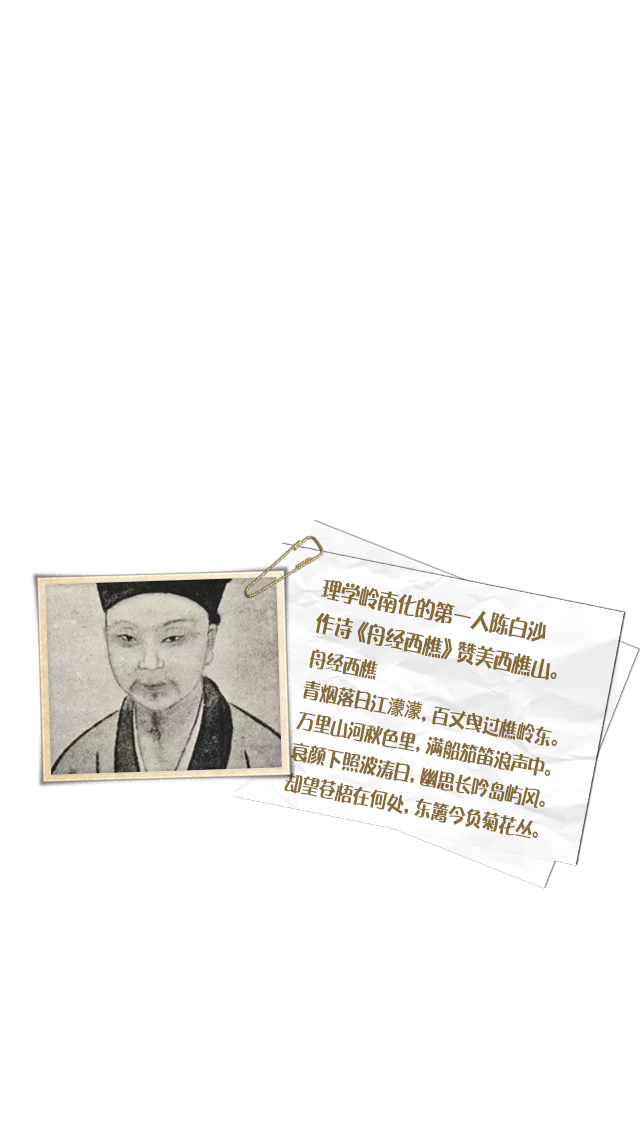 理学岭南化的第一人陈白沙
作诗《舟经西樵》赞美西樵山。
舟经西樵
青烟落日江濛濛，百丈曳过樵岭东。
万里山河秋色里，满船笳笛浪声中。
哀颜下照波涛日，幽思长吟岛屿风。
却望苍梧在何处，东篱今负菊花丛。